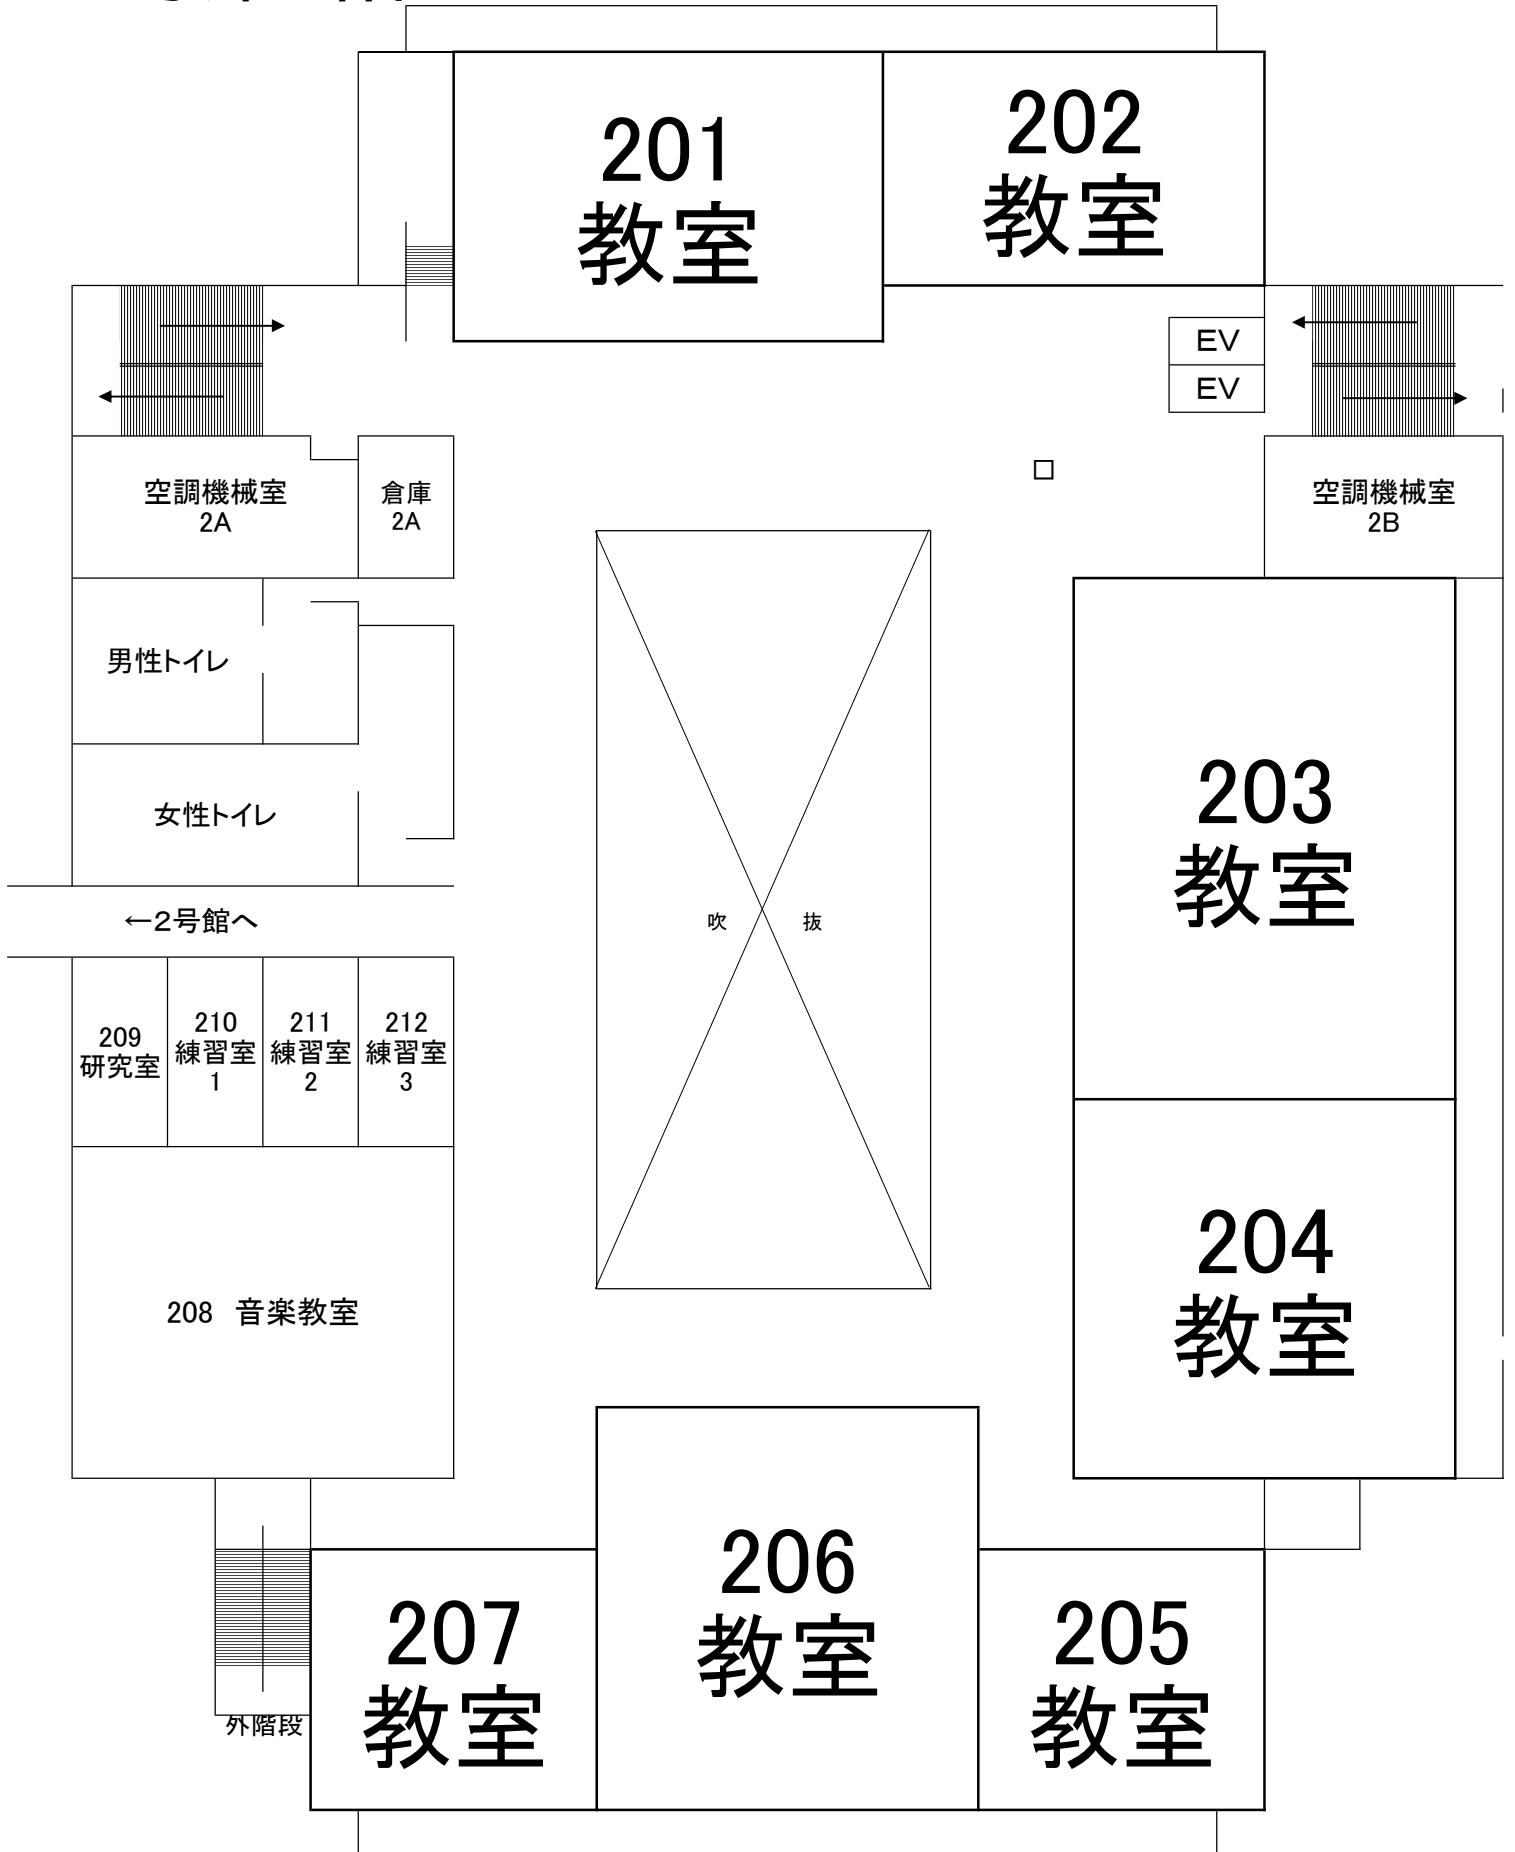 201
教室
202
教室
EV
EV
空調機械室
2A
倉庫
2A
空調機械室
2B
男性トイレ
女性トイレ
203
教室
←2号館へ
吹 抜
209
研究室
210
練習室
1
211
練習室
2
212
練習室
3
204
教室
208 音楽教室
206
教室
207
教室
205
教室
外階段